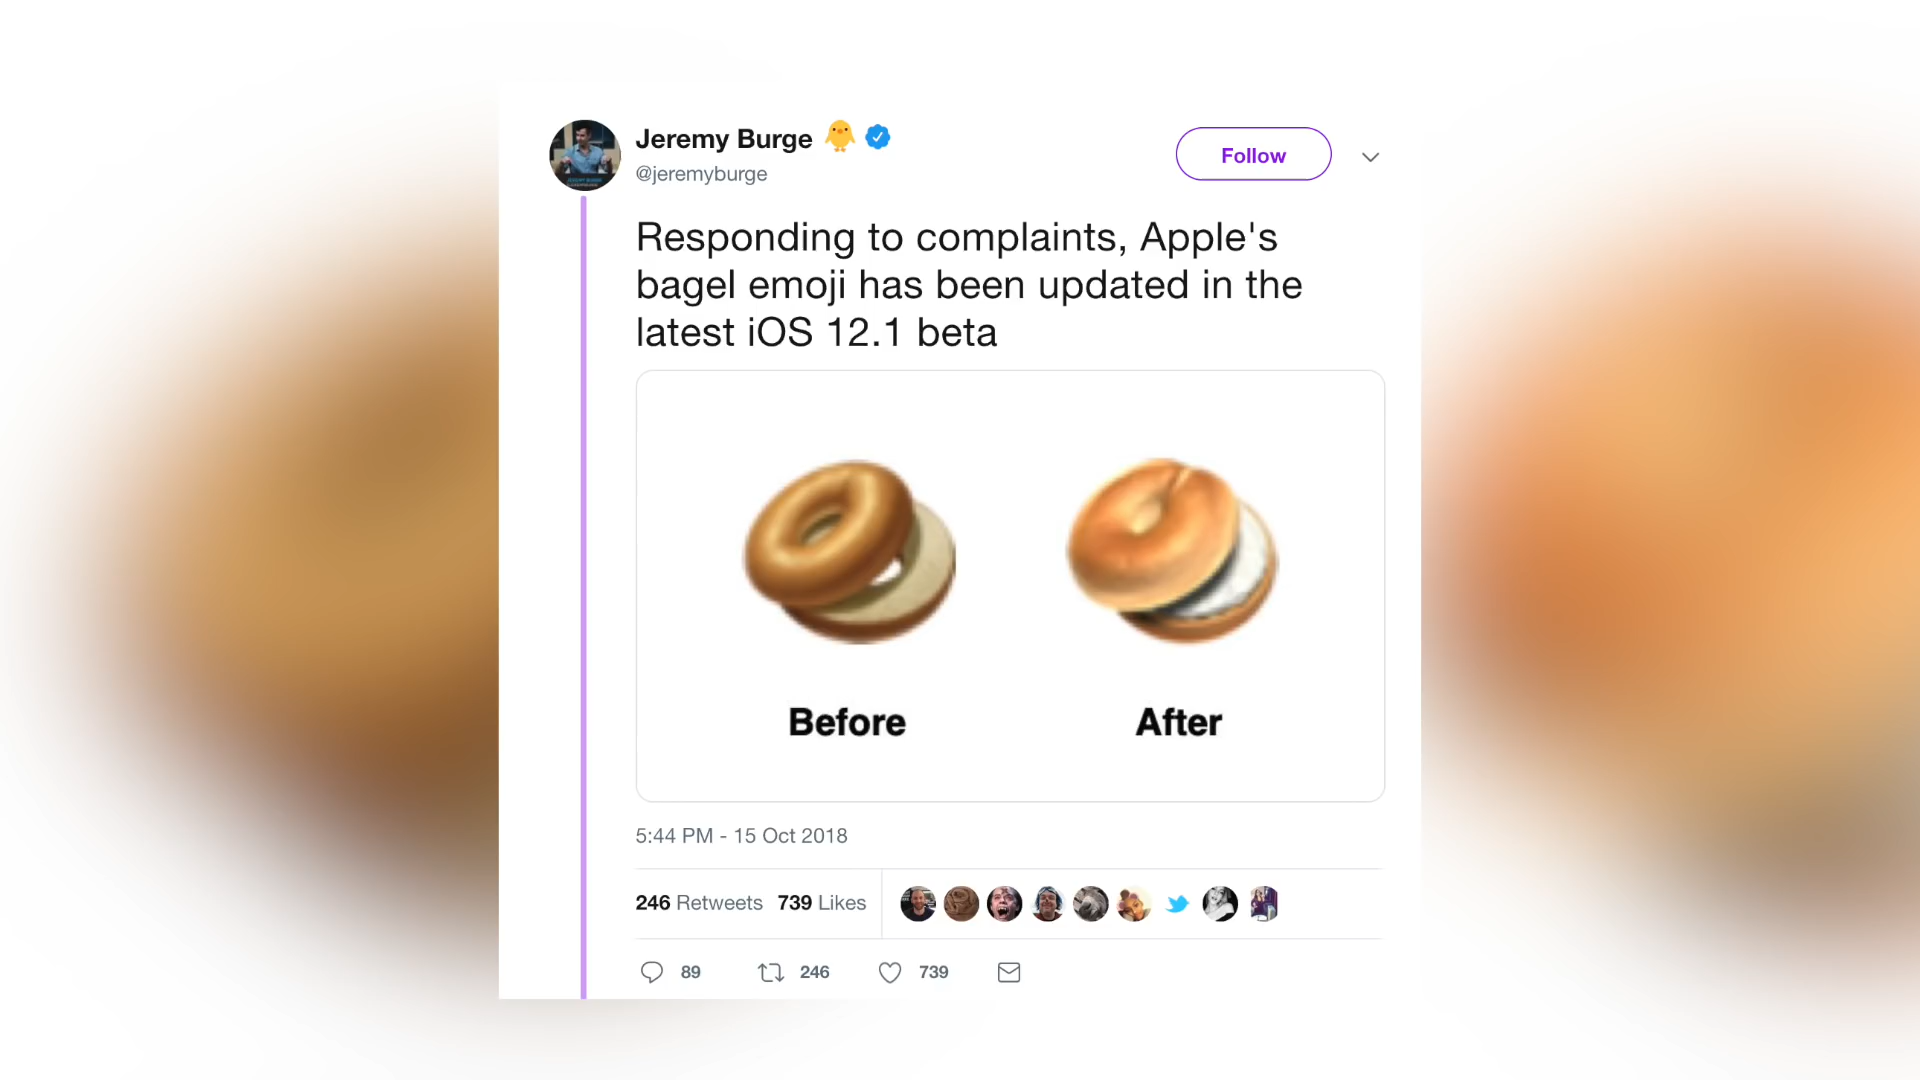 Jeremy Burge
@jeremyburge
Follow
Responding to complaints, Apple's
bagel emoji has been updated in the
latest iOS 12.1 beta
Before
After
5:44 PM - 15 Oct 2018
246 Retweets 739 Likes
89 246 739